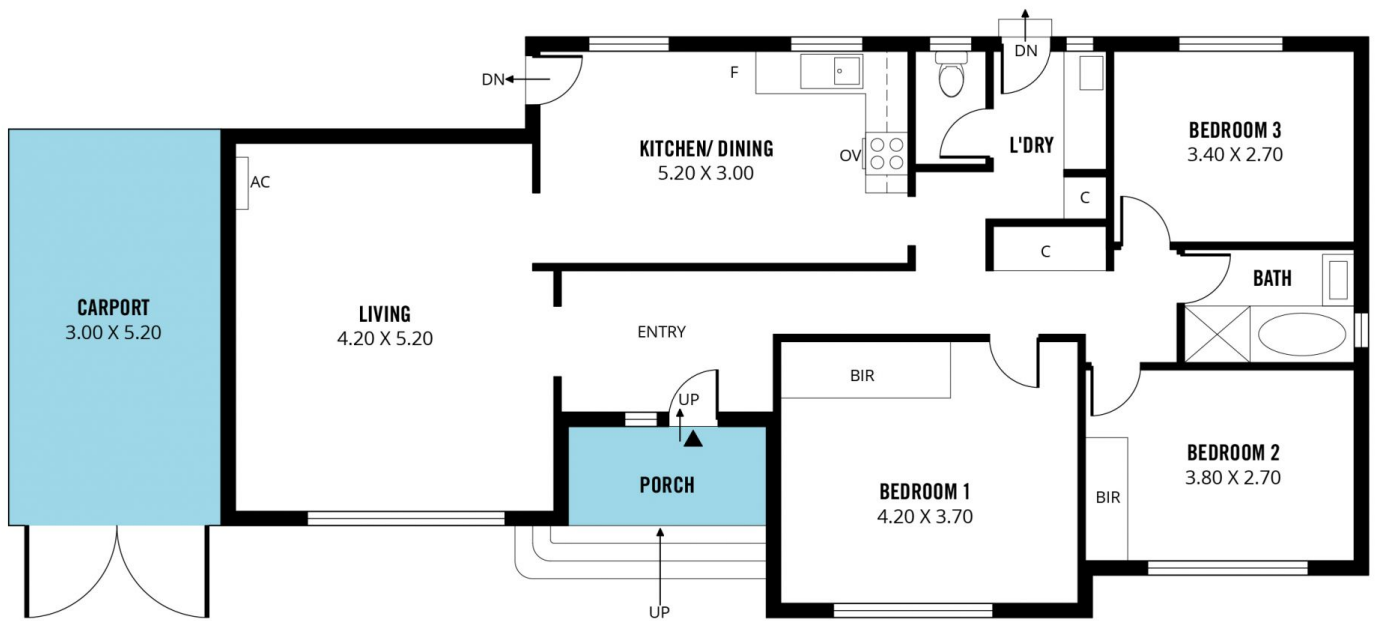 DN
DN
F
KITCHEN/ DINING
5.20 X 3.00
OV
L'DRY
C
C
BEDROOM 3
3.40 X 2.70
AC
CARPORT
3.00 X 5.20
LIVING
4.20 X 5.20
ENTRY
BATH
UP
BIR
PORCH
BEDROOM 1
4.20 X 3.70
BIR
BEDROOM 2
3.80 X 2.70
UP